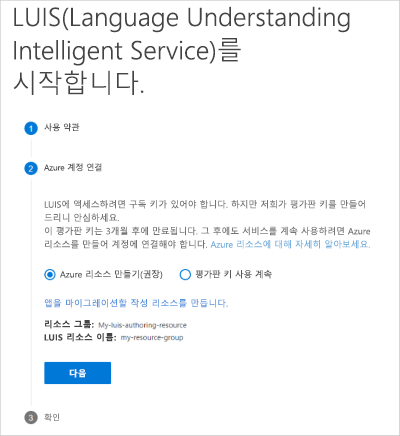 LUIS(Language Understanding
Intelligent Service)를
시작합니다.
1 사용 약관
2 Azure 계정 연결
LUIS에 액세스하려면 구독 키가 있어야 합니다. 하지만 저희가 평가판 키를 만들어
드리니 안심하세요.
이 평가판 키는 3개월 후에 만료됩니다. 그 후에도 서비스를 계속 사용하려면 Azure
리소스를 만들어 계정에 연결해야 합니다. Azure 리소스에 대해 자세히 알아보세요.
Azure 리소스 만들기(권장) 평가판 키 사용 계속
앱을 마이그레이션할 작성 리소스를 만듭니다.
리소스 그룹: My-luis-authoring-resource
LUIS 리소스 이름: my-resource-group
다음
3 확인